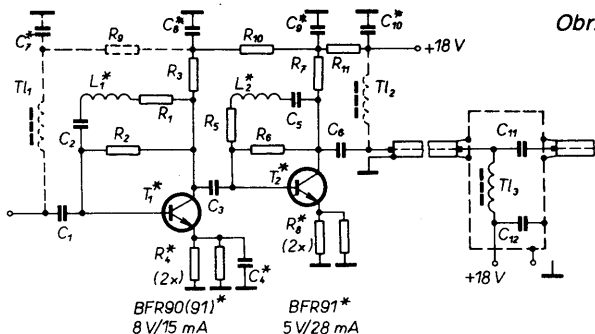 Obr.
C7* R9 C8* C9* C10*
R10 R11 +18 V
L1* R3 L2* R7 Tl2
Tl1 R1 C5
C2 R2 R5 R6 C6 C11
T1* C3 T2* Tl3
C1 R4* (2x) C4* R8* (2x) C12
+18 V
BFR90(91)* BFR91*
8 V/15 mA 5 V/28 mA